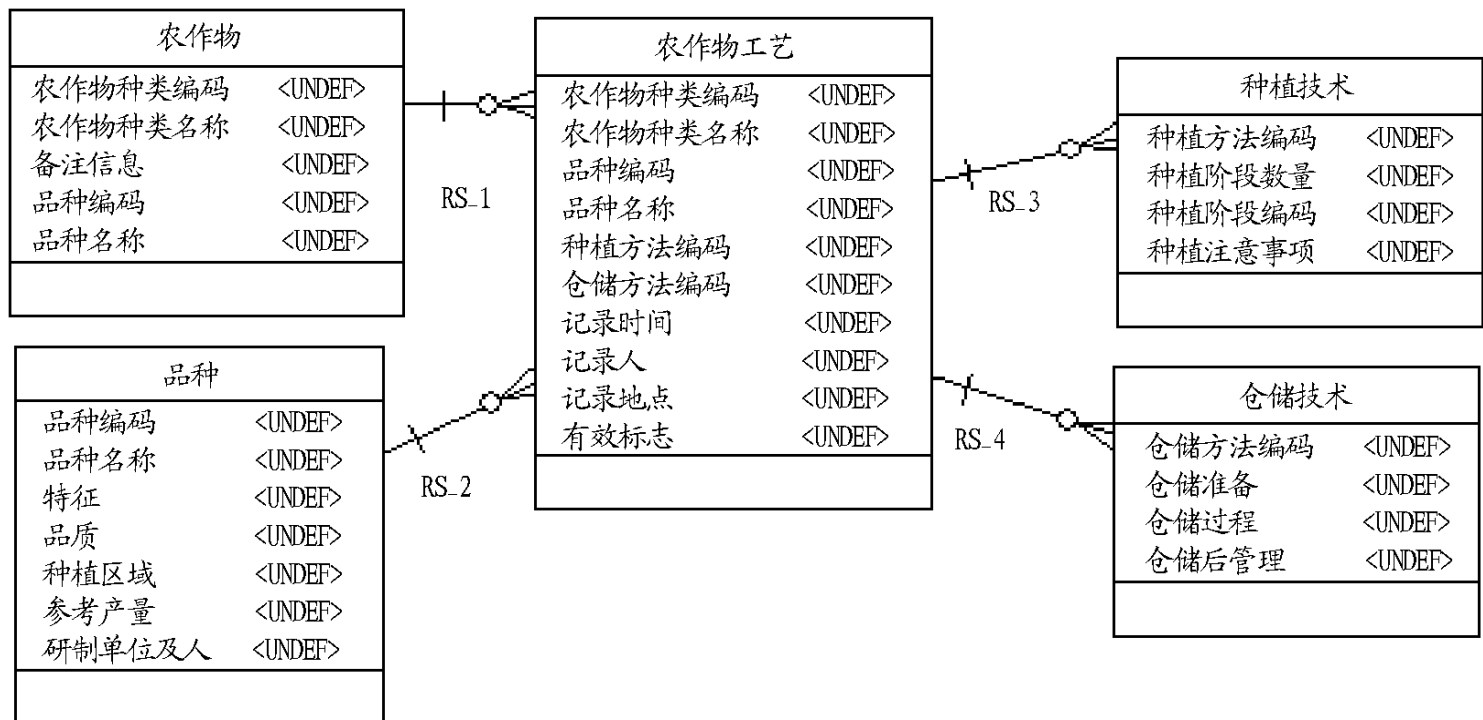 农作物
农作物种类编码 <UNDEF>
农作物种类名称 <UNDEF>
备注信息 <UNDEF>
品种编码 <UNDEF>
品种名称 <UNDEF>
RS_1
品种
品种编码 <UNDEF>
品种名称 <UNDEF>
特征 <UNDEF>
品质 <UNDEF>
种植区域 <UNDEF>
参考产量 <UNDEF>
研制单位及人 <UNDEF>
RS_2
农作物工艺
农作物种类编码 <UNDEF>
农作物种类名称 <UNDEF>
品种编码 <UNDEF>
品种名称 <UNDEF>
种植方法编码 <UNDEF>
仓储方法编码 <UNDEF>
记录时间 <UNDEF>
记录人 <UNDEF>
记录地点 <UNDEF>
有效标志 <UNDEF>
RS_3
种植技术
种植方法编码 <UNDEF>
种植阶段数量 <UNDEF>
种植阶段编码 <UNDEF>
种植注意事项 <UNDEF>
RS_4
仓储技术
仓储方法编码 <UNDEF>
仓储准备 <UNDEF>
仓储过程 <UNDEF>
仓储后管理 <UNDEF>